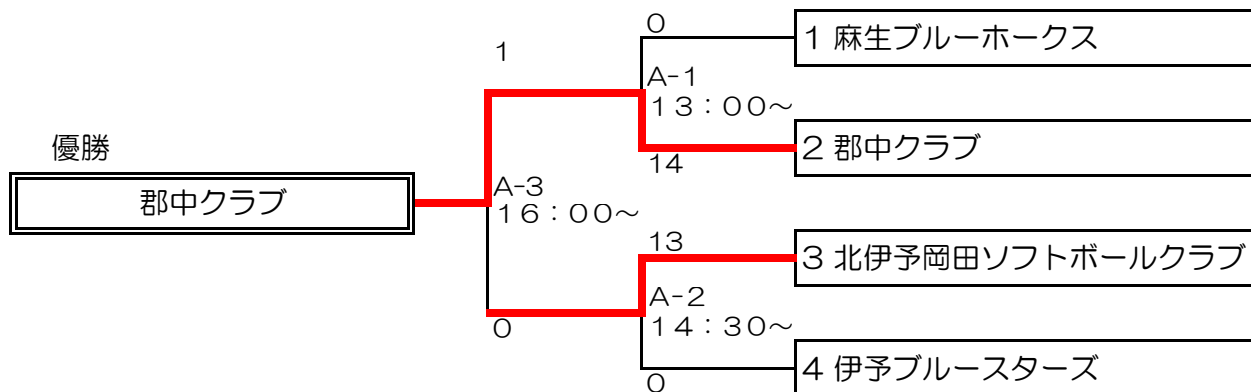 0
1 麻生ブルーホークス
1
A-1
13：00～
優勝
14
2 郡中クラブ
郡中クラブ
A-3
16：00～
13
3 北伊予岡田ソフトボールクラブ
A-2
14：30～
0
0
4 伊予ブルースターズ